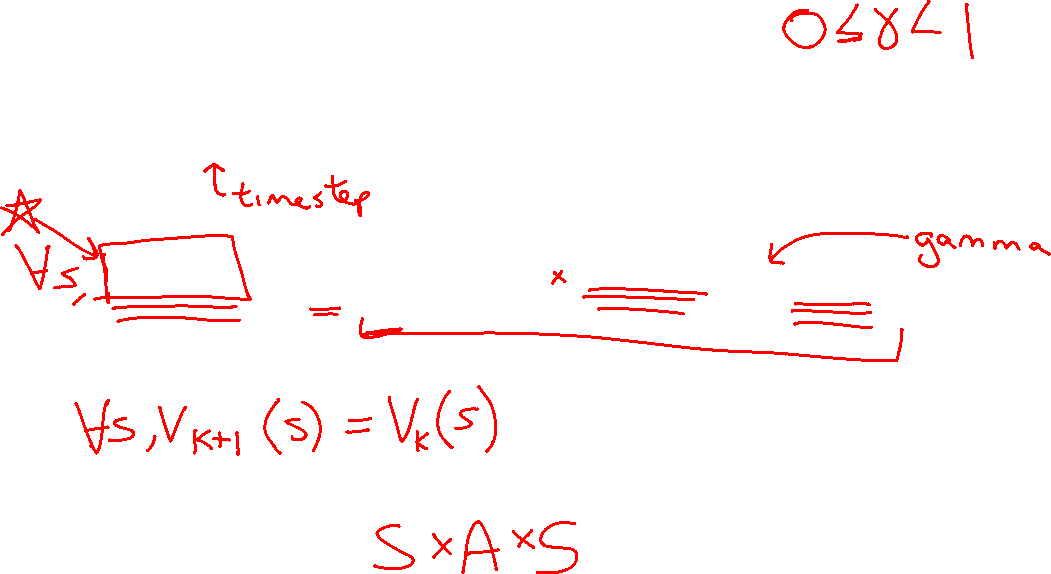 0 ≤ γ < 1
timestep
∀s,
=
x
gamma
∀s, V_{K+1}(s) = V_K(s)
S×A×S